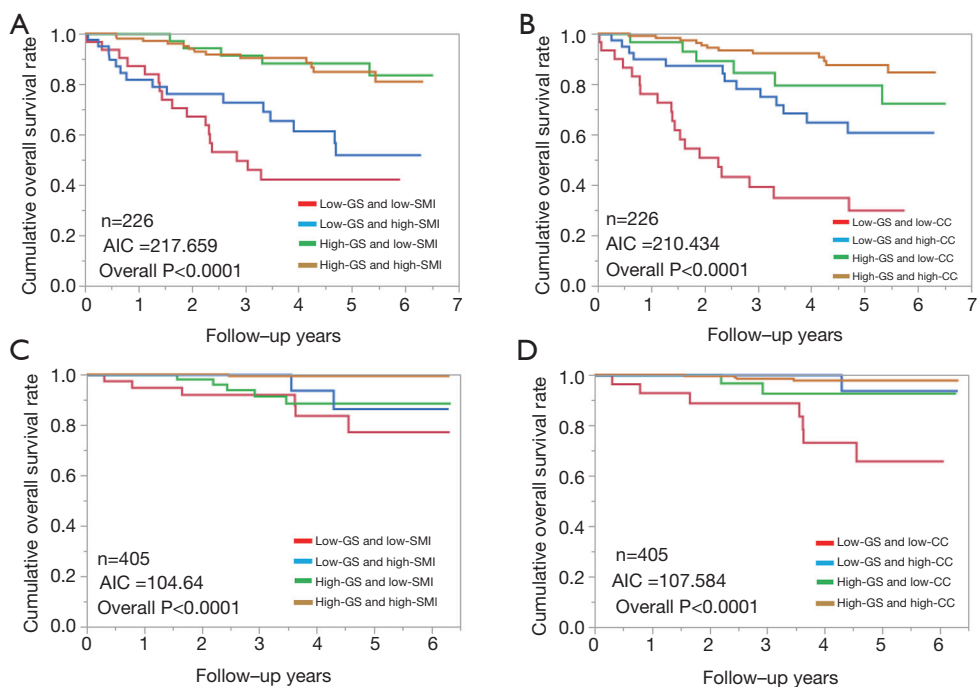 A
Cumulative overall survival rate
1.0
0.8
0.6
0.4
0.2
0.0
n=226
AIC =217.659
Overall P<0.0001
Low-GS and low-SMI
Low-GS and high-SMI
High-GS and low-SMI
High-GS and high-SMI
0 1 2 3 4 5 6 7
Follow–up years
B
Cumulative overall survival rate
1.0
0.8
0.6
0.4
0.2
0.0
n=226
AIC =210.434
Overall P<0.0001
Low-GS and low-CC
Low-GS and high-CC
High-GS and low-CC
High-GS and high-CC
0 1 2 3 4 5 6 7
Follow–up years
C
Cumulative overall survival rate
1.0
0.8
0.6
0.4
0.2
0.0
n=405
AIC =104.64
Overall P<0.0001
Low-GS and low-SMI
Low-GS and high-SMI
High-GS and low-SMI
High-GS and high-SMI
0 1 2 3 4 5 6
Follow–up years
D
Cumulative overall survival rate
1.0
0.8
0.6
0.4
0.2
0.0
n=405
AIC =107.584
Overall P<0.0001
Low-GS and low-CC
Low-GS and high-CC
High-GS and low-CC
High-GS and high-CC
0 1 2 3 4 5 6
Follow–up years